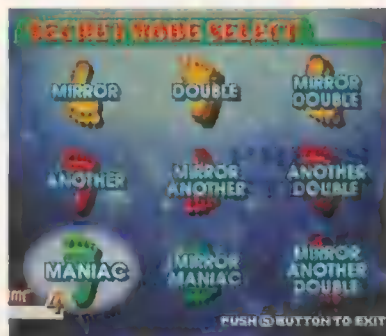 SECRET MODE SELECT
MIRROR
DOUBLE
MIRROR
DOUBLE
ANOTHER
MIRROR
ANOTHER
ANOTHER
DOUBLE
MANIAC
MIRROR
MANIAC
MIRROR
ANOTHER
DOUBLE
PUSH S BUTTON TO EXIT